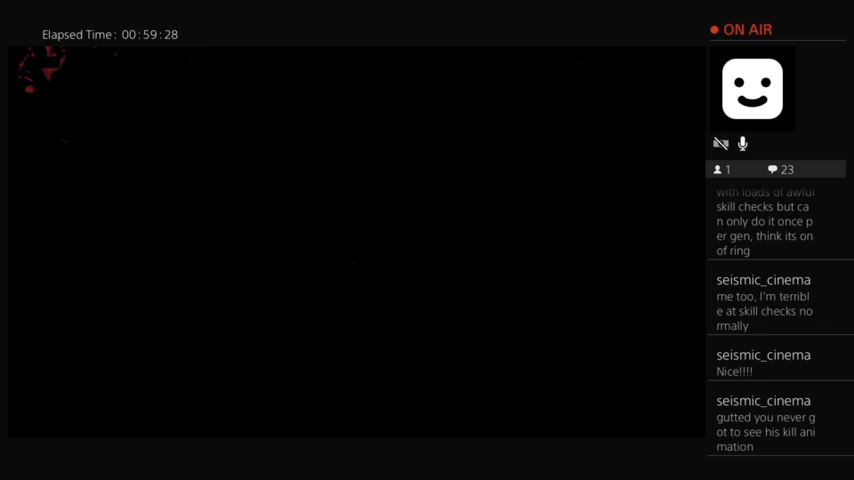 Elapsed Time: 00:59:28
ON AIR
1 23
with loads of awful
skill checks but ca
n only do it once p
er gen, think its on
of ring
seismic_cinema
me too, I'm terribl
e at skill checks no
rmally
seismic_cinema
Nice!!!!
seismic_cinema
gutted you never g
ot to see his kill ani
mation